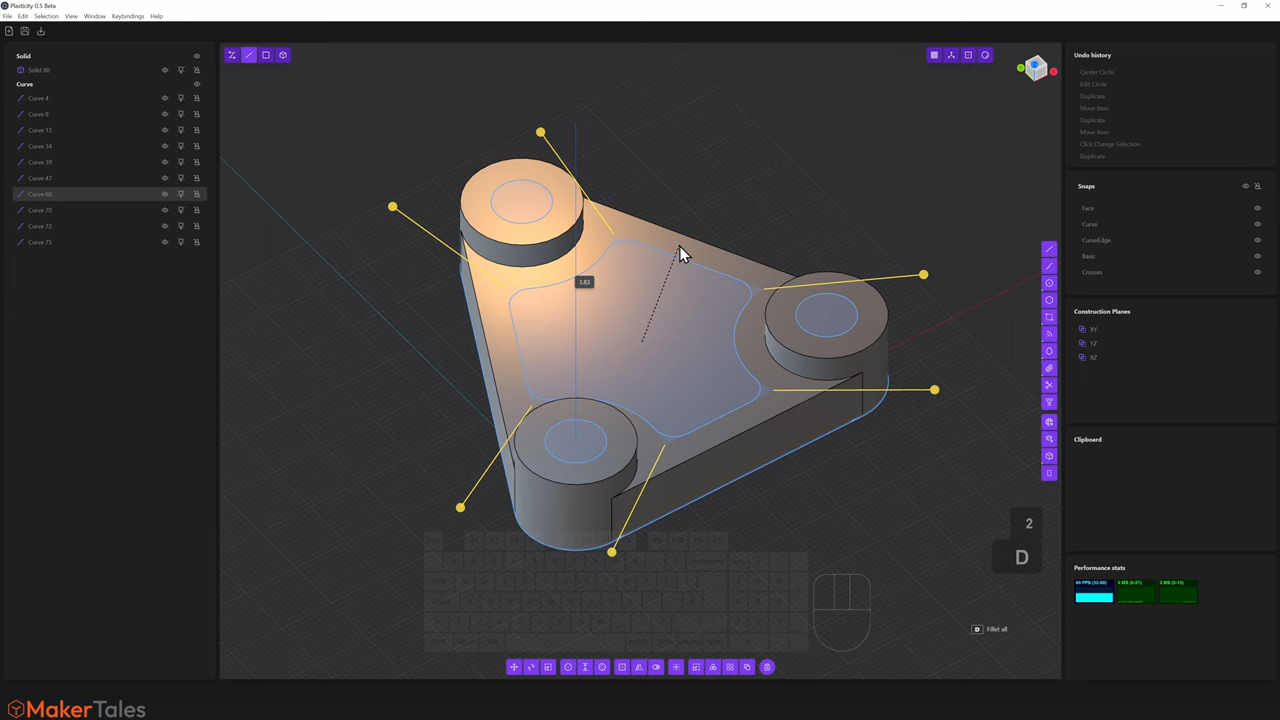 Plasticity 0.5 Beta
File Edit Selection View Window Keybindings Help
Solid
Solid 80
Curve
Curve 4
Curve 8
Curve 13
Curve 34
Curve 39
Curve 47
Curve 60
Curve 70
Curve 72
Curve 75
3.83
Undo history
Center Circle
Edit Circle
Duplicate
Move Item
Duplicate
Move Item
Click Change Selection
Duplicate
Snaps
Face
Curve
CurveEdge
Basic
Crosses
Construction Planes
XY
YZ
XZ
Clipboard
2
D
Performance stats
D Fillet all
MakerTales